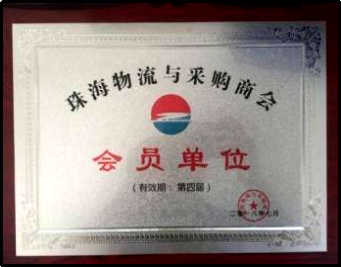 珠海物流与采购商会
会员单位
（有效期：第四届）
二零一八年七月